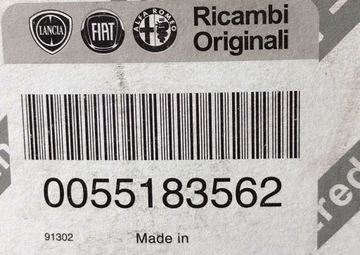 LANCIA FIAT ALFA ROMEO Ricambi
Originali
0055183562
91302 Made in